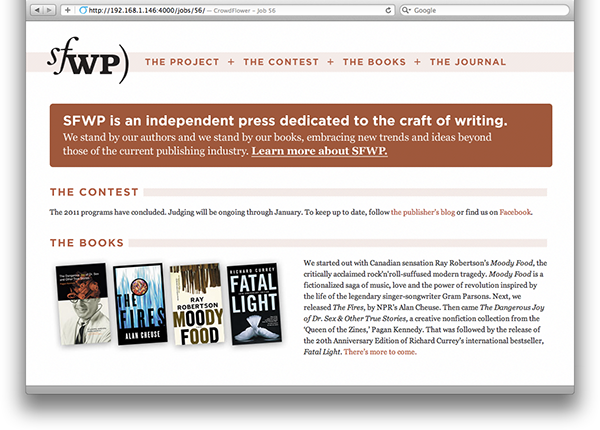 http://192.168.1.146:4000/jobs/56/ — CrowdFlower – Job 56
Google
sfWP)
THE PROJECT + THE CONTEST + THE BOOKS + THE JOURNAL
SFWP is an independent press dedicated to the craft of writing.
We stand by our authors and we stand by our books, embracing new trends and ideas beyond
those of the current publishing industry. Learn more about SFWP.
THE CONTEST
The 2011 programs have concluded. Judging will be ongoing through January. To keep up to date, follow the publisher's blog or find us on Facebook.
THE BOOKS
THE FIRES
ALAN CHEUSE
RAY
ROBERTSON
MOODY
FOOD
RICHARD CURREY
FATAL
LIGHT
We started out with Canadian sensation Ray Robertson's Moody Food, the
critically acclaimed rock'n'roll-suffused modern tragedy. Moody Food is a
fictionalized saga of music, love and the power of revolution inspired by
the life of the legendary singer-songwriter Gram Parsons. Next, we
released The Fires, by NPR's Alan Cheuse. Then came The Dangerous Joy
of Dr. Sex & Other True Stories, a creative nonfiction collection from the
'Queen of the Zines,' Pagan Kennedy. That was followed by the release of
the 20th Anniversary Edition of Richard Currey's international bestseller,
Fatal Light. There's more to come.